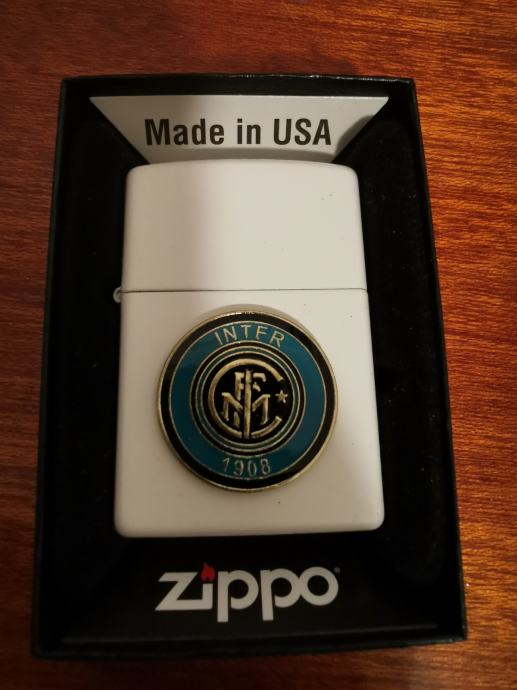 Made in USA
INTER
FCIM
1908
zippo